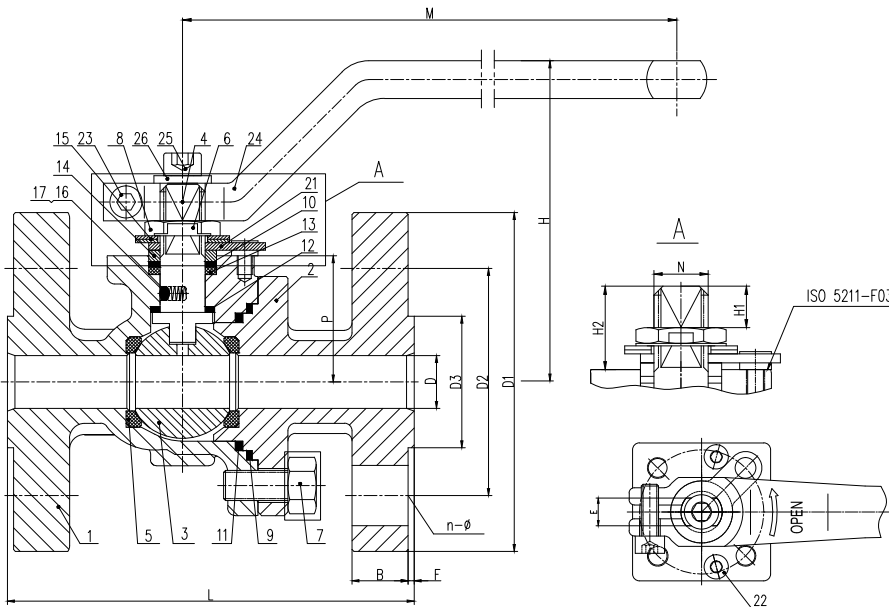 M
15 23 8 26 25 4 6 24
14
17 16
A
21
10
13
12
2
H
P
D
D3
D2
D1
1
5 3 11 9 7
n-ø
B F
L
A
N
H2
H1
ISO 5211-F03
E
OPEN
22